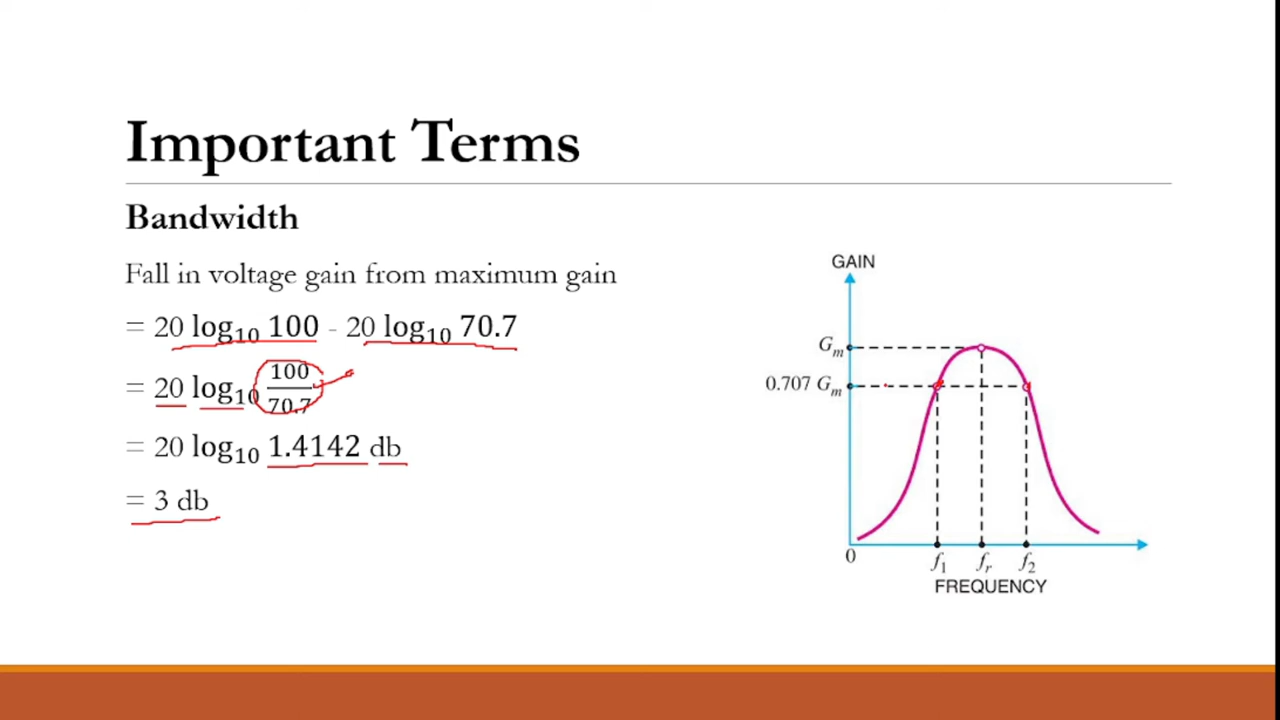 Important Terms
Bandwidth
Fall in voltage gain from maximum gain
= 20 log₁₀ 100 - 20 log₁₀ 70.7
= 20 log₁₀ 100/70.7
= 20 log₁₀ 1.4142 db
= 3 db
GAIN
Gₘ
0.707 Gₘ
0
f₁ fᵣ f₂
FREQUENCY